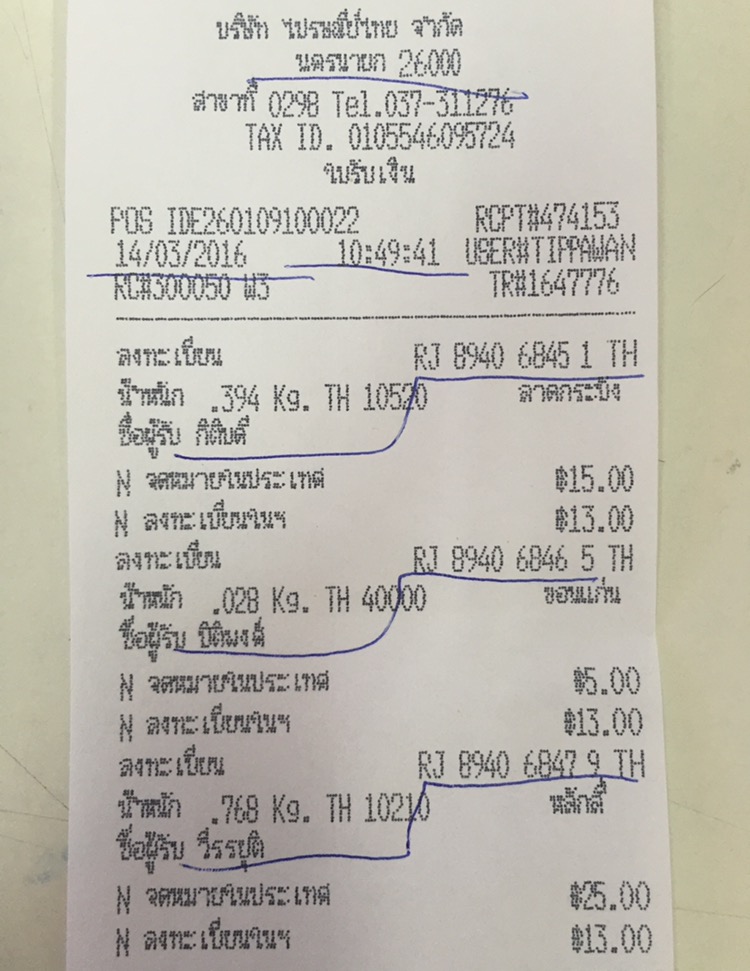 บริษัท ไปรษณีย์ไทย จำกัด
นครนายก 26000
สาขาที่ 0298 Tel.037-311276
TAX ID. 0105546095724
ใบรับเงิน
POS IDE260109100022 RCPT#474153
14/03/2016 10:49:41 USER#TIPPAWAN
RC#300050 W3 TR#1647776
ลงทะเบียน RJ 8940 6845 1 TH
น้ำหนัก .394 Kg. TH 10520 ลาดกระบัง
ชื่อผู้รับ กิติบดี
N จดหมายในประเทศ ฿15.00
N ลงทะเบียนในฯ ฿13.00
ลงทะเบียน RJ 8940 6846 5 TH
น้ำหนัก .028 Kg. TH 40000 ขอนแก่น
ชื่อผู้รับ ปิติพงส์
N จดหมายในประเทศ ฿5.00
N ลงทะเบียนในฯ ฿13.00
ลงทะเบียน RJ 8940 6847 9 TH
น้ำหนัก .768 Kg. TH 10210 หลักสี่
ชื่อผู้รับ วีรรยุติ
N จดหมายในประเทศ ฿25.00
N ลงทะเบียนในฯ ฿13.00